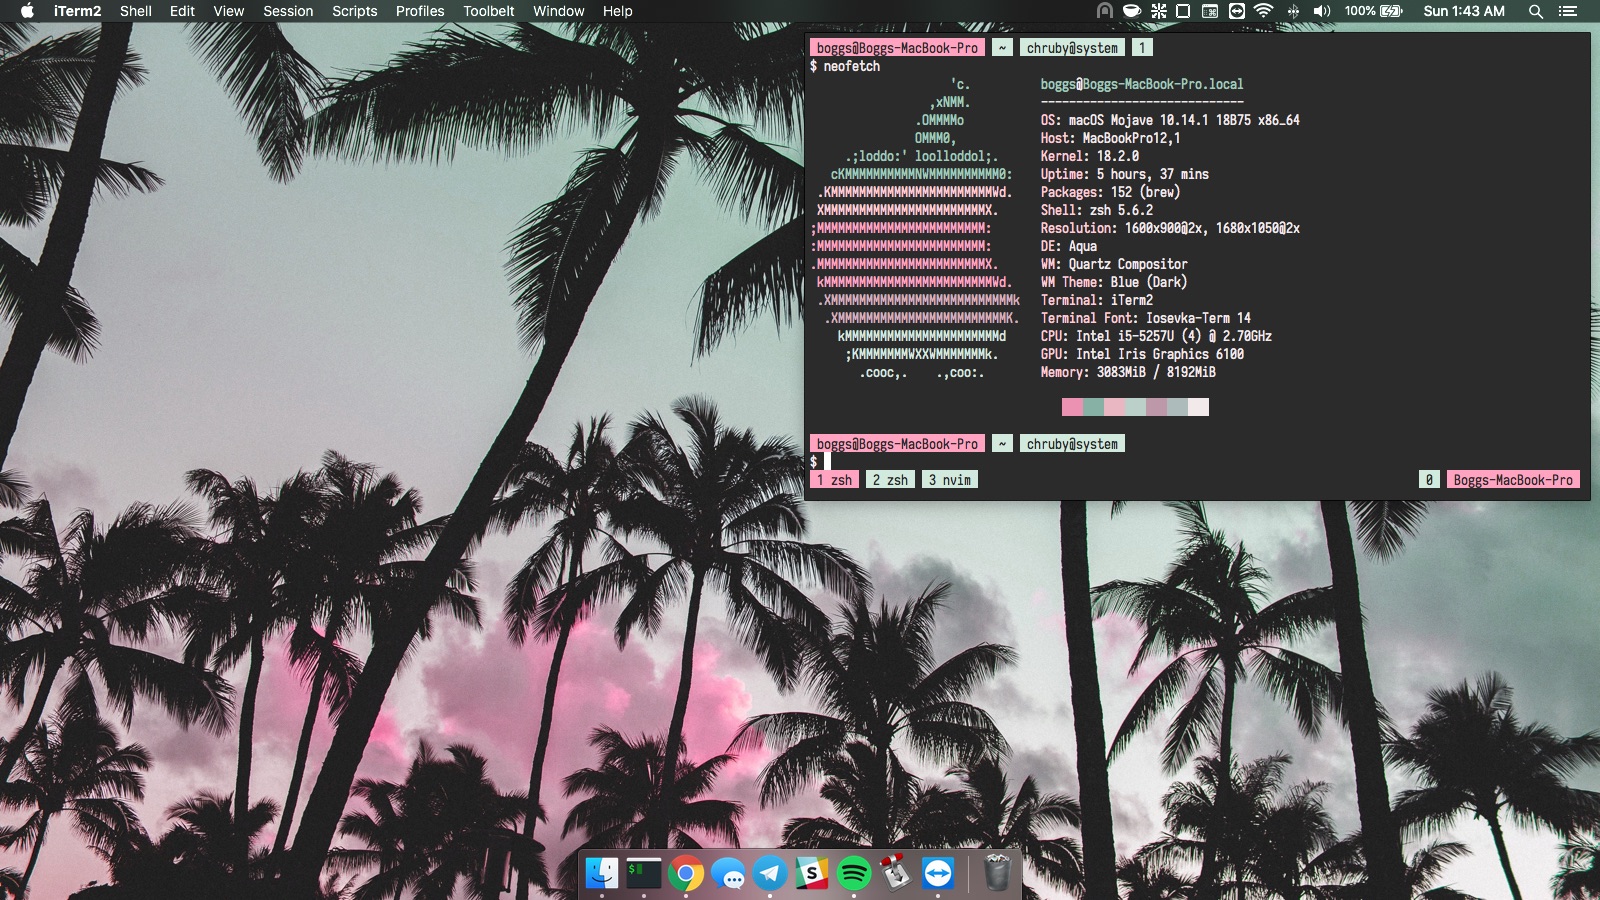 iTerm2 Shell Edit View Session Scripts Profiles Toolbelt Window Help 100% Sun 1:43 AM
boggs@Boggs-MacBook-Pro ~ chruby@system 1
$ neofetch
'c. boggs@Boggs-MacBook-Pro.local
,xNMM. -----------------------------
.OMMMMo OS: macOS Mojave 10.14.1 18B75 x86_64
OMMM0, Host: MacBookPro12,1
.;loddo:' loolloddol;. Kernel: 18.2.0
cKMMMMMMMMMMNWMMMMMMMMMM0: Uptime: 5 hours, 37 mins
.KMMMMMMMMMMMMMMMMMMMMMMMWd. Packages: 152 (brew)
XMMMMMMMMMMMMMMMMMMMMMMMX. Shell: zsh 5.6.2
;MMMMMMMMMMMMMMMMMMMMMMMM: Resolution: 1600x900@2x, 1680x1050@2x
:MMMMMMMMMMMMMMMMMMMMMMMM: DE: Aqua
.MMMMMMMMMMMMMMMMMMMMMMMMX. WM: Quartz Compositor
kMMMMMMMMMMMMMMMMMMMMMMMMWd. WM Theme: Blue (Dark)
.XMMMMMMMMMMMMMMMMMMMMMMMMMMk Terminal: iTerm2
.XMMMMMMMMMMMMMMMMMMMMMMMMK. Terminal Font: Iosevka-Term 14
kMMMMMMMMMMMMMMMMMMMMMMd CPU: Intel i5-5257U (4) @ 2.70GHz
;KMMMMMMMWXXWMMMMMMMk. GPU: Intel Iris Graphics 6100
.cooc,. .,coo:. Memory: 3083MiB / 8192MiB
boggs@Boggs-MacBook-Pro ~ chruby@system
$
1 zsh 2 zsh 3 nvim 0 Boggs-MacBook-Pro